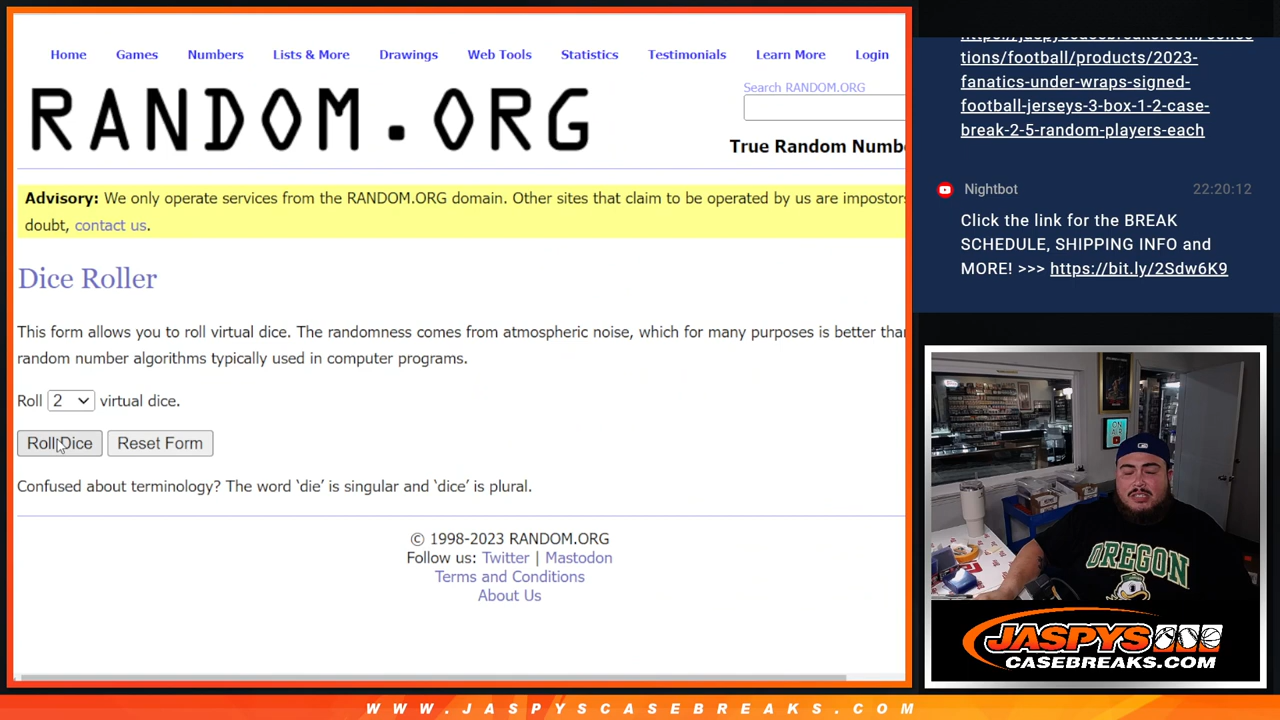 Home Games Numbers Lists & More Drawings Web Tools Statistics Testimonials Learn More Login
RANDOM.ORG
Search RANDOM.ORG
True Random Numb
Advisory: We only operate services from the RANDOM.ORG domain. Other sites that claim to be operated by us are impostors
doubt, contact us.
Dice Roller
This form allows you to roll virtual dice. The randomness comes from atmospheric noise, which for many purposes is better tha
random number algorithms typically used in computer programs.
Roll 2 virtual dice.
Roll Dice Reset Form
Confused about terminology? The word ‘die’ is singular and ‘dice’ is plural.
© 1998-2023 RANDOM.ORG
Follow us: Twitter | Mastodon
Terms and Conditions
About Us
tions/football/products/2023-
fanatics-under-wraps-signed-
football-jerseys-3-box-1-2-case-
break-2-5-random-players-each
Nightbot 22:20:12
Click the link for the BREAK
SCHEDULE, SHIPPING INFO and
MORE! >>> https://bit.ly/2Sdw6K9
OREGON
JASPYS
CASEBREAKS.COM
WWW.JASPYSCASEBREAKS.COM